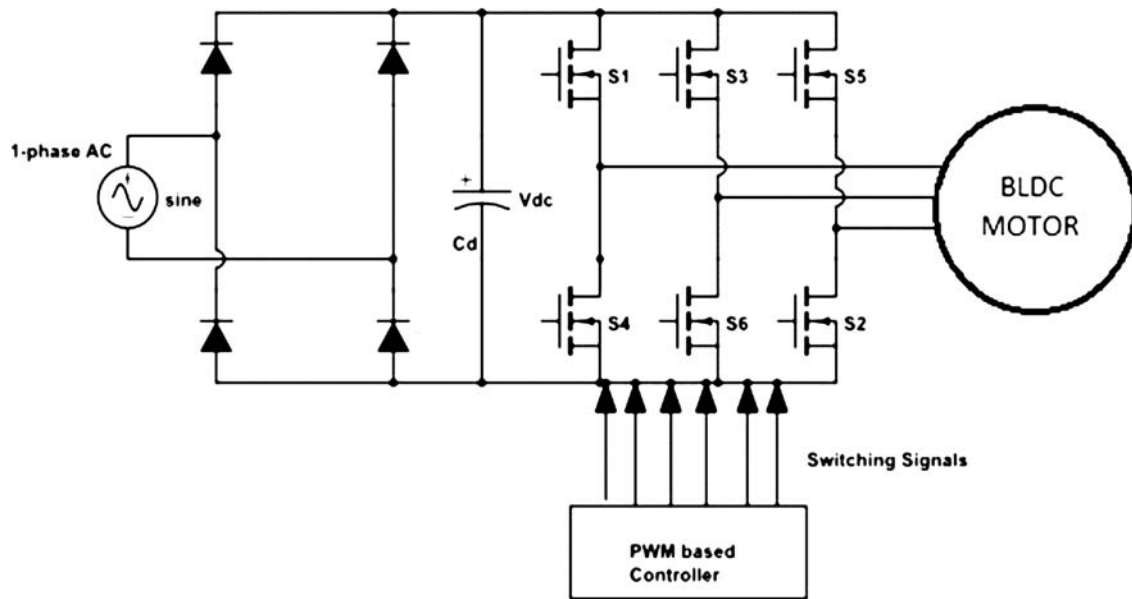 S1
S3
S5
1-phase AC
sine
+
Vdc
Cd
BLDC
MOTOR
S4
S6
S2
Switching Signals
PWM based
Controller